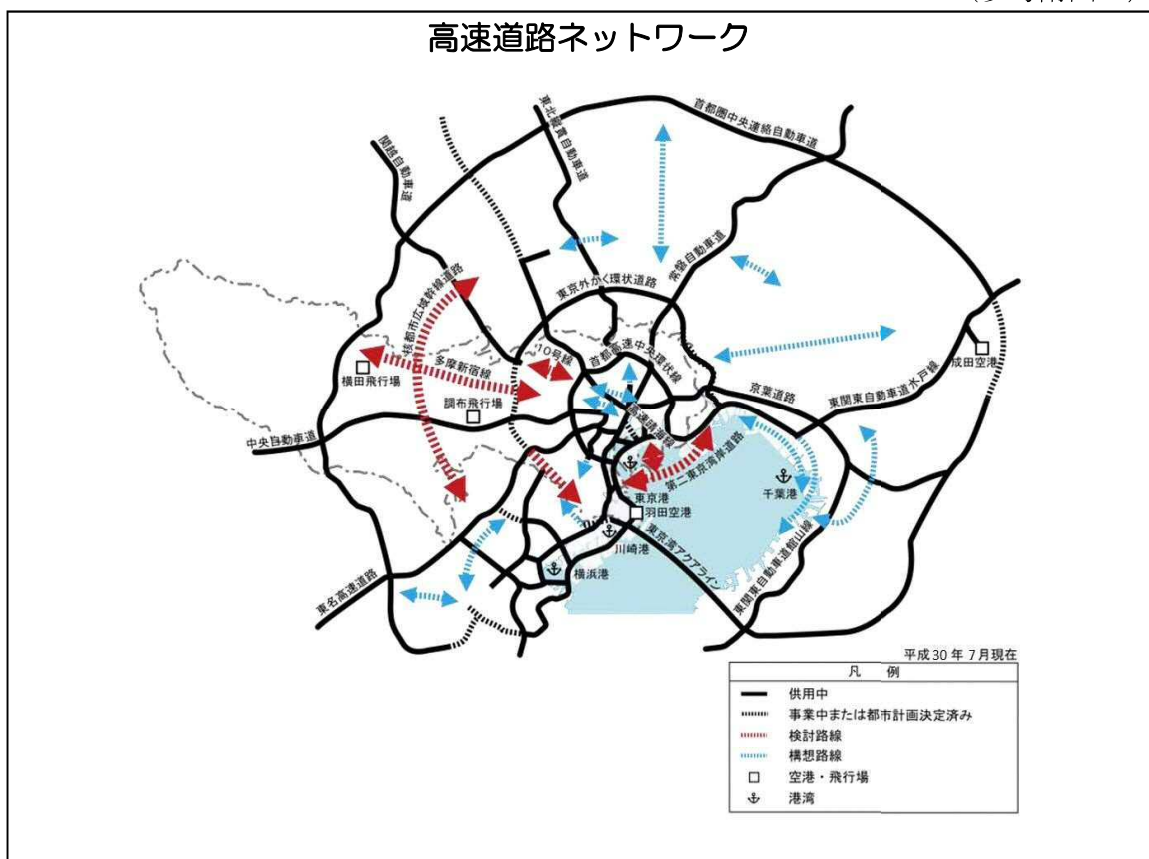 高速道路ネットワーク
首都圏中央連絡自動車道
東北縦貫自動車道
関越自動車道
常磐自動車道
東京外かく環状道路
核都市広域幹線道路
10号線
首都高速中央環状線
多摩新宿線
横田飛行場
調布飛行場
成田空港
京葉道路
東関東自動車道水戸線
中央自動車道
高速晴海線
第二東京湾岸道路
千葉港
東京港
羽田空港
川崎港
東京湾アクアライン
横浜港
東関東自動車道館山線
東名高速道路
平成30年7月現在
凡 例
供用中
事業中または都市計画決定済み
検討路線
構想路線
空港・飛行場
港湾